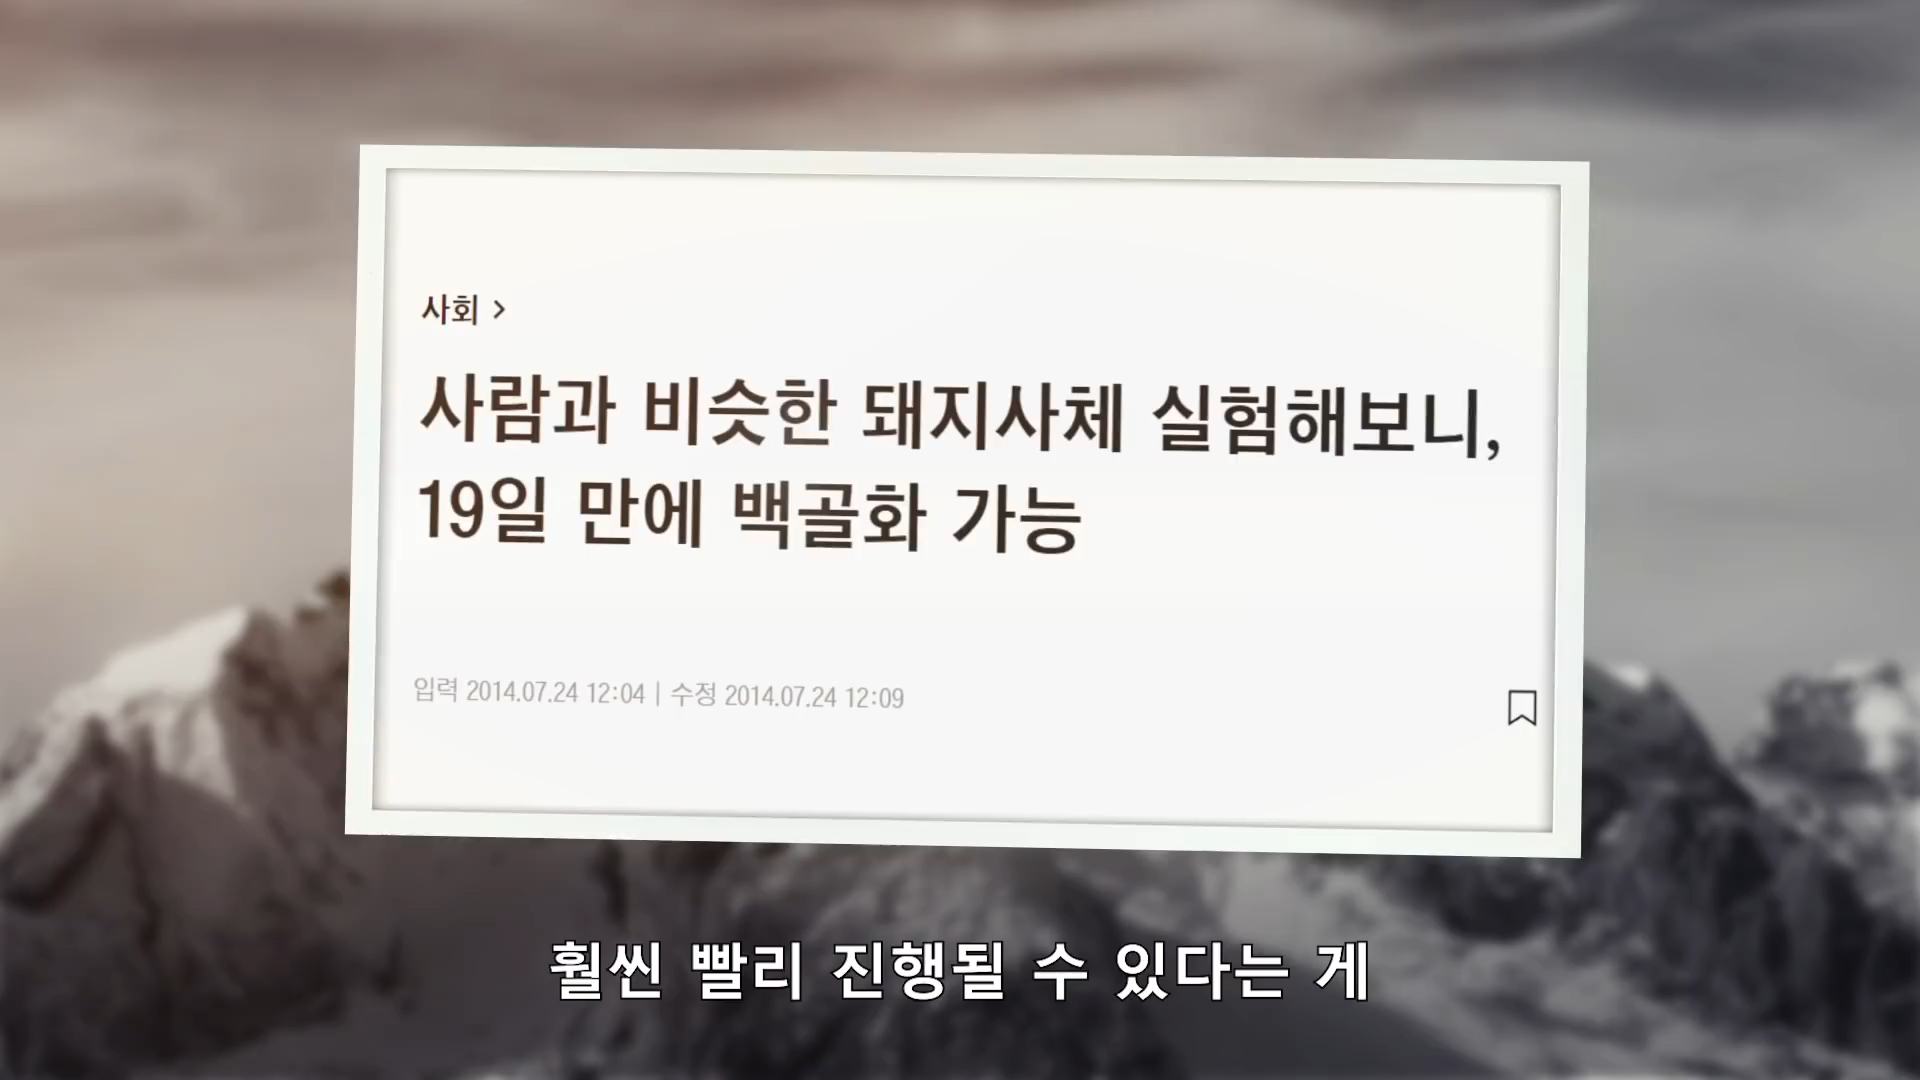 사회 >
사람과 비슷한 돼지사체 실험해보니,
19일 만에 백골화 가능
입력 2014.07.24 12:04 | 수정 2014.07.24 12:09
훨씬 빨리 진행될 수 있다는 게